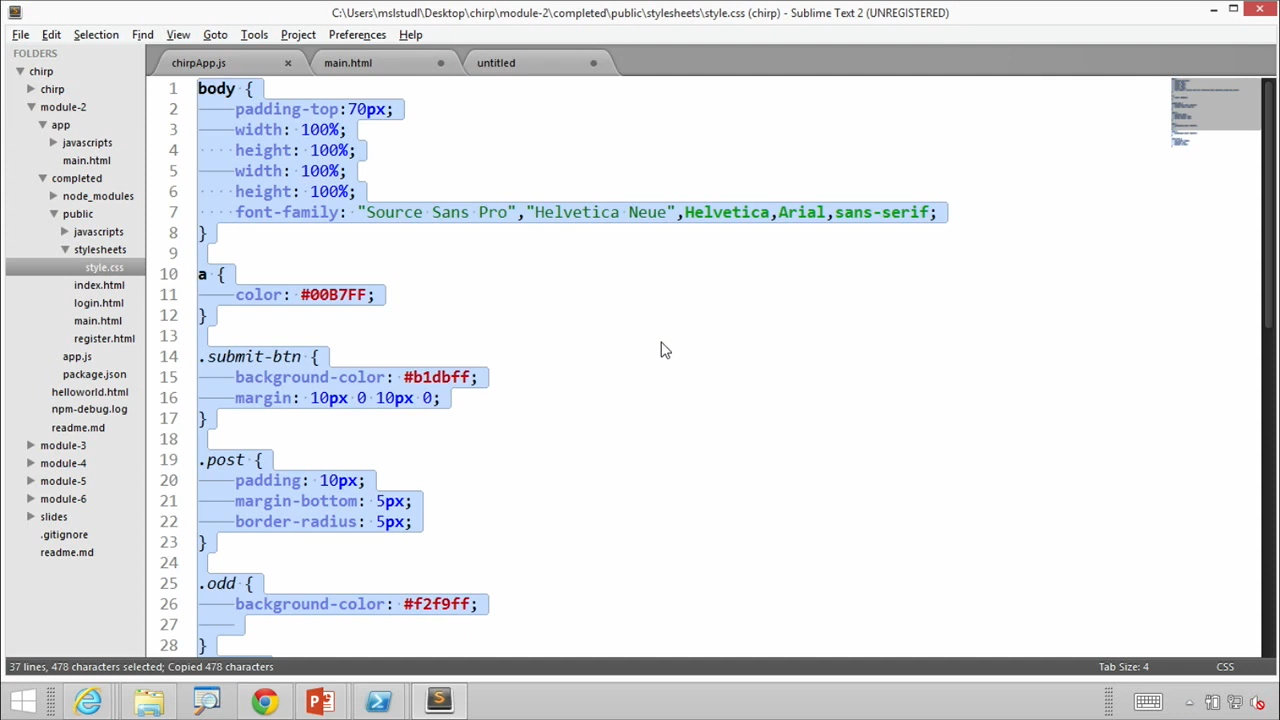 C:\Users\mslstudl\Desktop\chirp\module-2\completed\public\stylesheets\style.css (chirp) - Sublime Text 2 (UNREGISTERED)
File Edit Selection Find View Goto Tools Project Preferences Help
FOLDERS
chirp
chirp
module-2
app
javascripts
main.html
completed
node_modules
public
javascripts
stylesheets
style.css
index.html
login.html
main.html
register.html
app.js
package.json
helloworld.html
npm-debug.log
readme.md
module-3
module-4
module-5
module-6
slides
.gitignore
readme.md
chirpApp.js main.html untitled
1 body {
2 padding-top:70px;
3 width: 100%;
4 height: 100%;
5 width: 100%;
6 height: 100%;
7 font-family: "Source Sans Pro","Helvetica Neue",Helvetica,Arial,sans-serif;
8 }
9
10 a {
11 color: #00B7FF;
12 }
13
14 .submit-btn {
15 background-color: #b1dbff;
16 margin: 10px 0 10px 0;
17 }
18
19 .post {
20 padding: 10px;
21 margin-bottom: 5px;
22 border-radius: 5px;
23 }
24
25 .odd {
26 background-color: #f2f9ff;
27
28 }
37 lines, 478 characters selected; Copied 478 characters Tab Size: 4 CSS